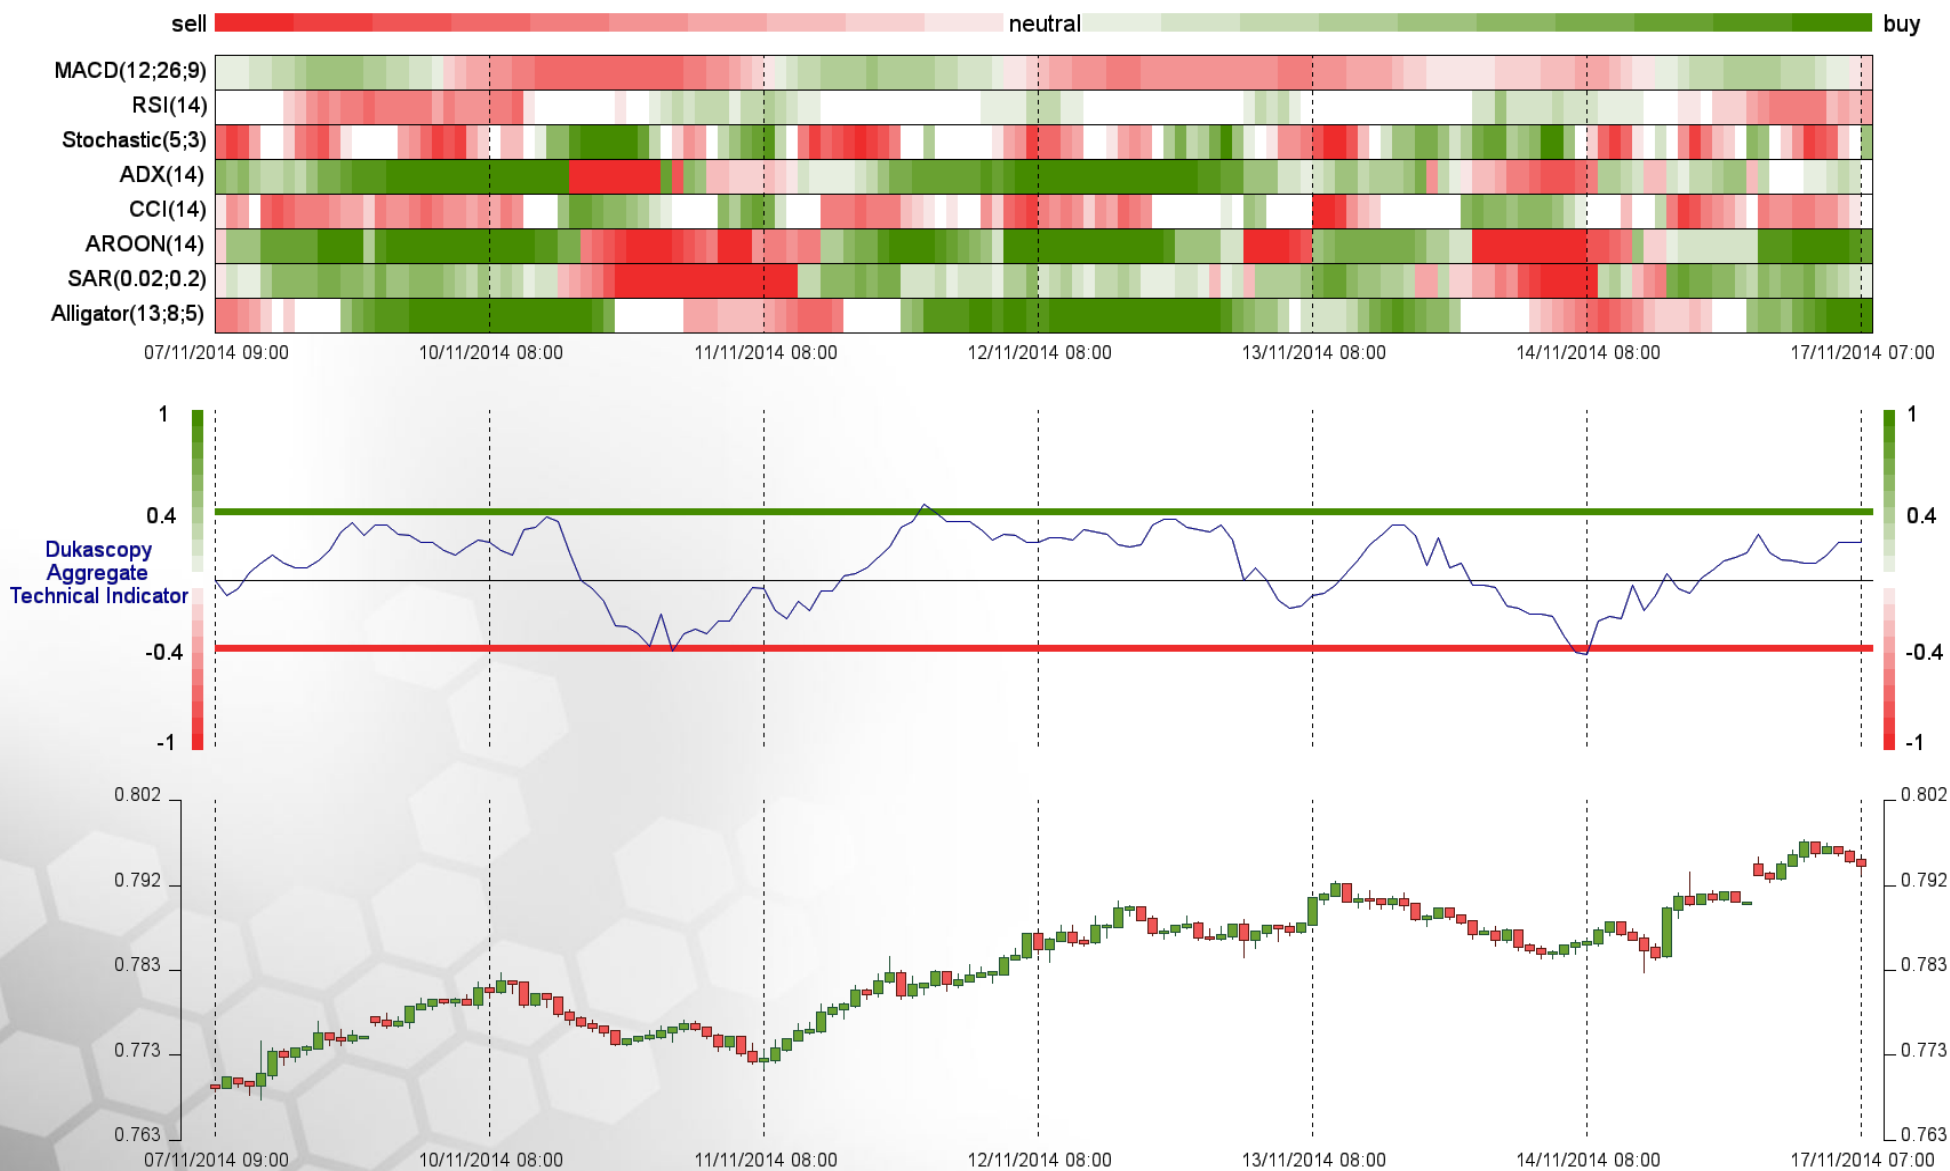 sell neutral buy
MACD(12;26;9)
RSI(14)
Stochastic(5;3)
ADX(14)
CCI(14)
AROON(14)
SAR(0.02;0.2)
Alligator(13;8;5)
07/11/2014 09:00 10/11/2014 08:00 11/11/2014 08:00 12/11/2014 08:00 13/11/2014 08:00 14/11/2014 08:00 17/11/2014 07:00
1 1
0.4 0.4
Dukascopy
Aggregate
Technical Indicator
-0.4 -0.4
-1 -1
0.802 0.802
0.792 0.792
0.783 0.783
0.773 0.773
0.763 0.763
07/11/2014 09:00 10/11/2014 08:00 11/11/2014 08:00 12/11/2014 08:00 13/11/2014 08:00 14/11/2014 08:00 17/11/2014 07:00